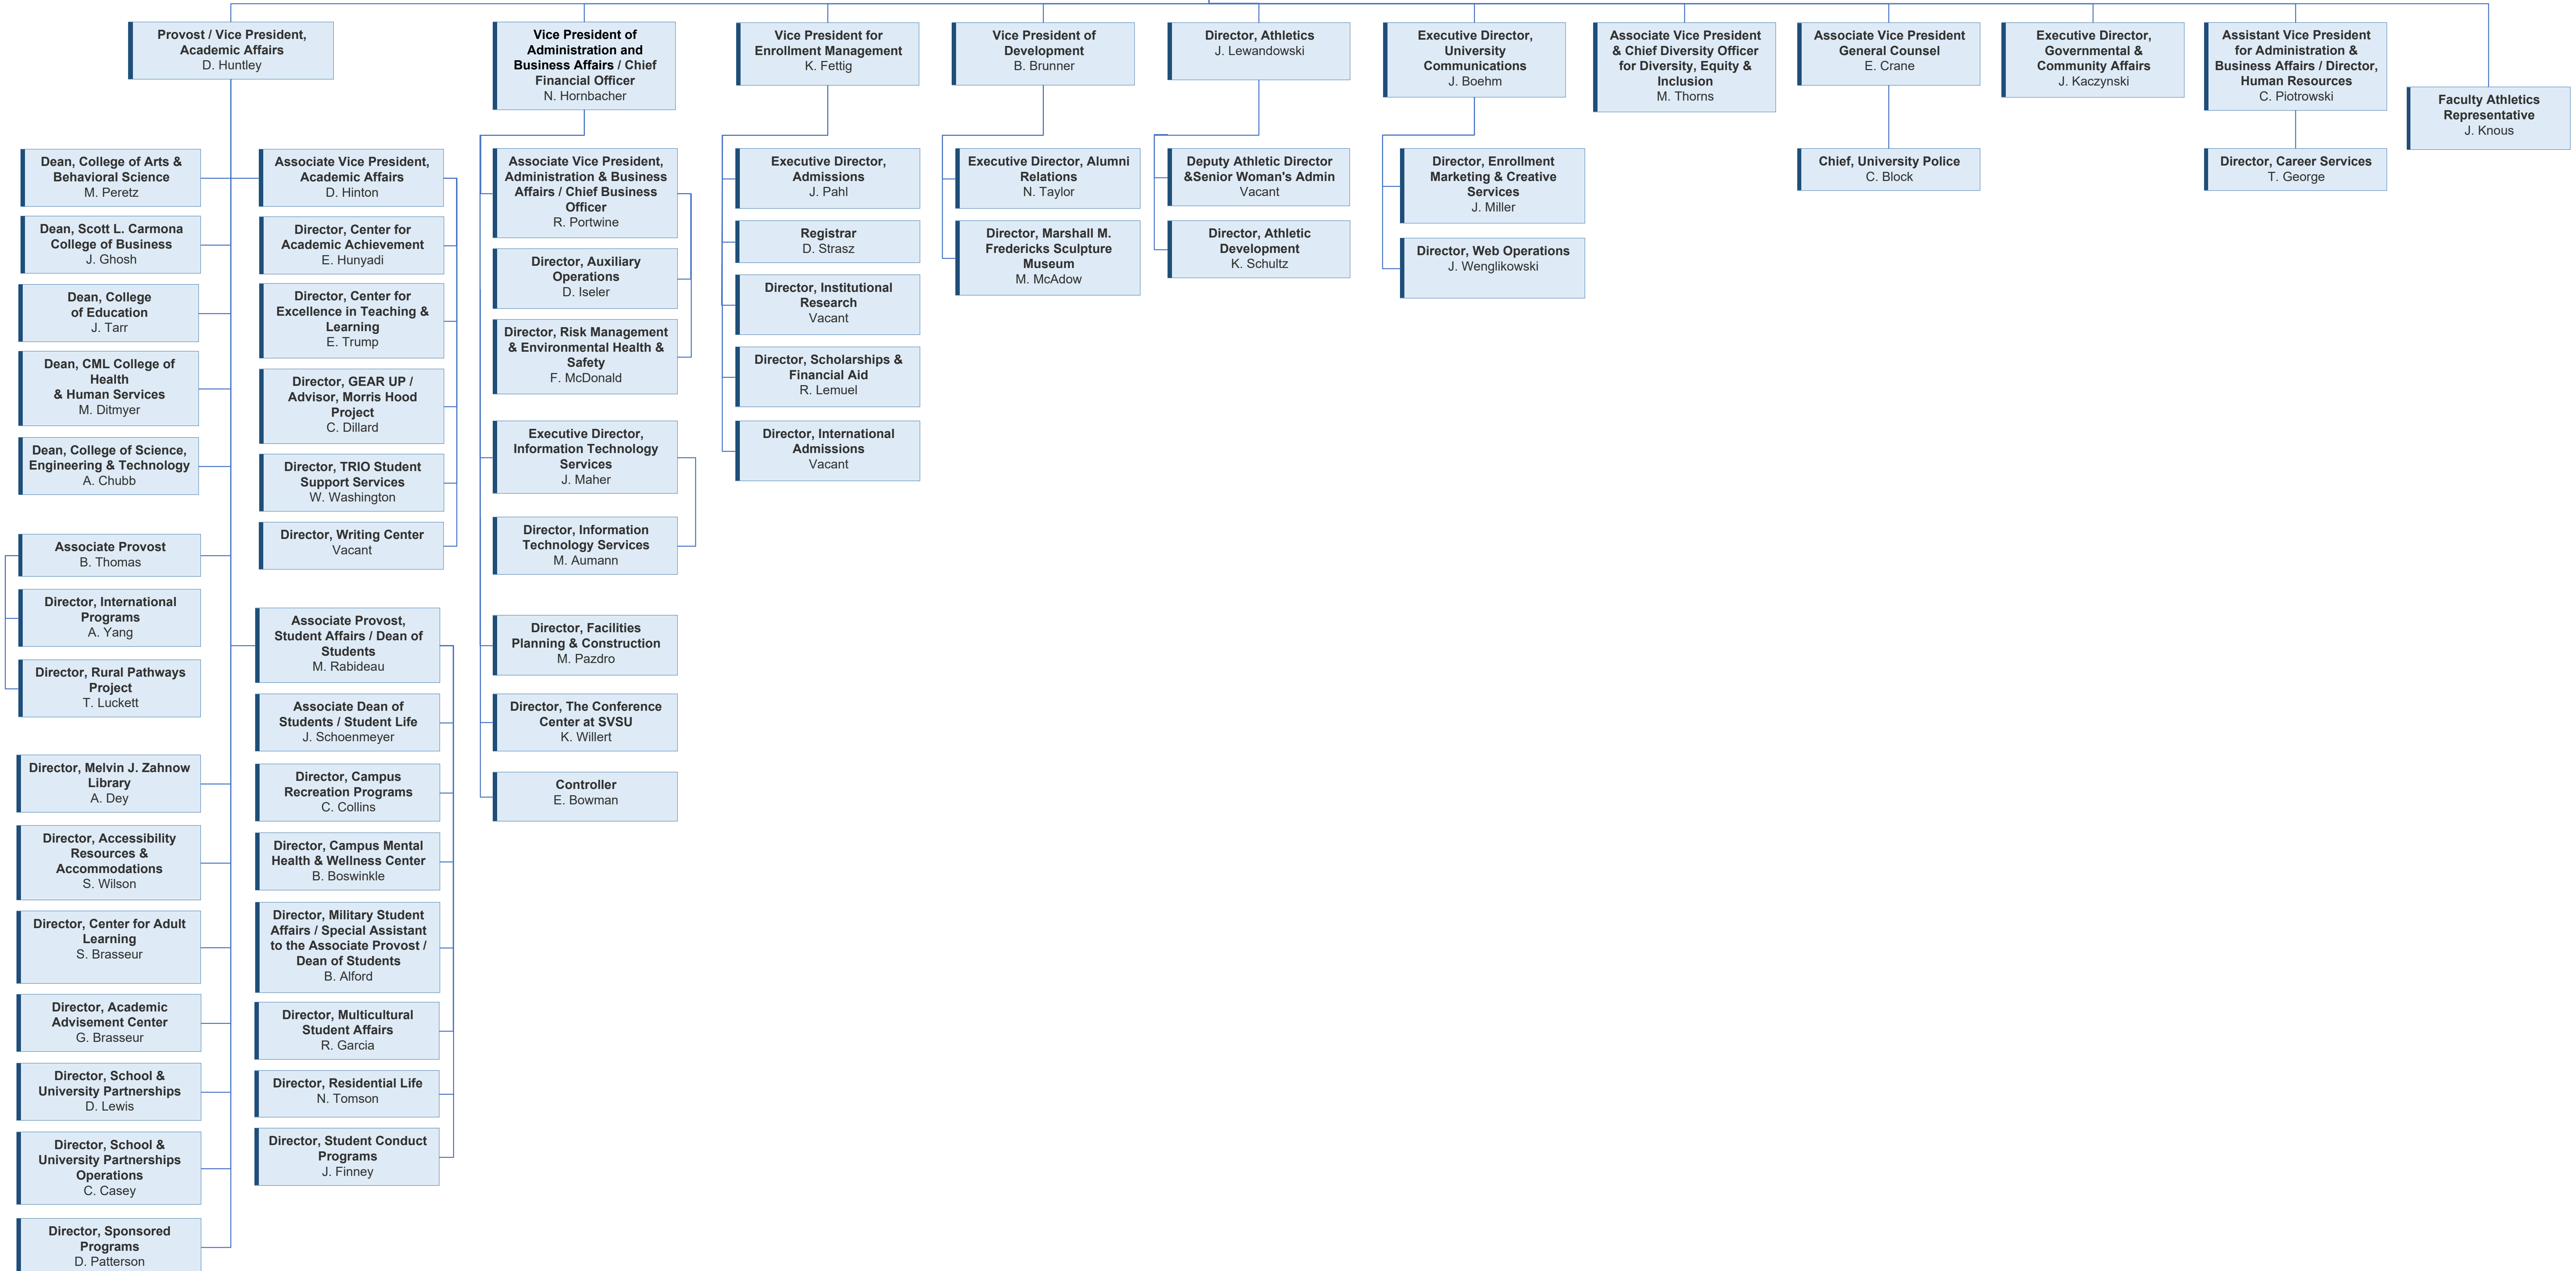 Provost / Vice President,
Academic Affairs
D. Huntley
Vice President of
Administration and
Business Affairs / Chief
Financial Officer
N. Hornbacher
Vice President for
Enrollment Management
K. Fettig
Vice President of
Development
B. Brunner
Director, Athletics
J. Lewandowski
Executive Director,
University
Communications
J. Boehm
Associate Vice President
& Chief Diversity Officer
for Diversity, Equity &
Inclusion
M. Thorns
Associate Vice President
General Counsel
E. Crane
Executive Director,
Governmental &
Community Affairs
J. Kaczynski
Assistant Vice President
for Administration &
Business Affairs / Director,
Human Resources
C. Piotrowski
Faculty Athletics
Representative
J. Knous
Dean, College of Arts &
Behavioral Science
M. Peretz
Dean, Scott L. Carmona
College of Business
J. Ghosh
Dean, College
of Education
J. Tarr
Dean, CML College of
Health
& Human Services
M. Ditmyer
Dean, College of Science,
Engineering & Technology
A. Chubb
Associate Provost
B. Thomas
Director, International
Programs
A. Yang
Director, Rural Pathways
Project
T. Luckett
Director, Melvin J. Zahnow
Library
A. Dey
Director, Accessibility
Resources &
Accommodations
S. Wilson
Director, Center for Adult
Learning
S. Brasseur
Director, Academic
Advisement Center
G. Brasseur
Director, School &
University Partnerships
D. Lewis
Director, School &
University Partnerships
Operations
C. Casey
Director, Sponsored
Programs
D. Patterson
Associate Vice President,
Academic Affairs
D. Hinton
Director, Center for
Academic Achievement
E. Hunyadi
Director, Center for
Excellence in Teaching &
Learning
E. Trump
Director, GEAR UP /
Advisor, Morris Hood
Project
C. Dillard
Director, TRIO Student
Support Services
W. Washington
Director, Writing Center
Vacant
Associate Provost,
Student Affairs / Dean of
Students
M. Rabideau
Associate Dean of
Students / Student Life
J. Schoenmeyer
Director, Campus
Recreation Programs
C. Collins
Director, Campus Mental
Health & Wellness Center
B. Boswinkle
Director, Military Student
Affairs / Special Assistant
to the Associate Provost /
Dean of Students
B. Alford
Director, Multicultural
Student Affairs
R. Garcia
Director, Residential Life
N. Tomson
Director, Student Conduct
Programs
J. Finney
Associate Vice President,
Administration & Business
Affairs / Chief Business
Officer
R. Portwine
Director, Auxiliary
Operations
D. Iseler
Director, Risk Management
& Environmental Health &
Safety
F. McDonald
Executive Director,
Information Technology
Services
J. Maher
Director, Information
Technology Services
M. Aumann
Director, Facilities
Planning & Construction
M. Pazdro
Director, The Conference
Center at SVSU
K. Willert
Controller
E. Bowman
Executive Director,
Admissions
J. Pahl
Registrar
D. Strasz
Director, Institutional
Research
Vacant
Director, Scholarships &
Financial Aid
R. Lemuel
Director, International
Admissions
Vacant
Executive Director, Alumni
Relations
N. Taylor
Director, Marshall M.
Fredericks Sculpture
Museum
M. McAdow
Deputy Athletic Director
&Senior Woman's Admin
Vacant
Director, Athletic
Development
K. Schultz
Director, Enrollment
Marketing & Creative
Services
J. Miller
Director, Web Operations
J. Wenglikowski
Chief, University Police
C. Block
Director, Career Services
T. George